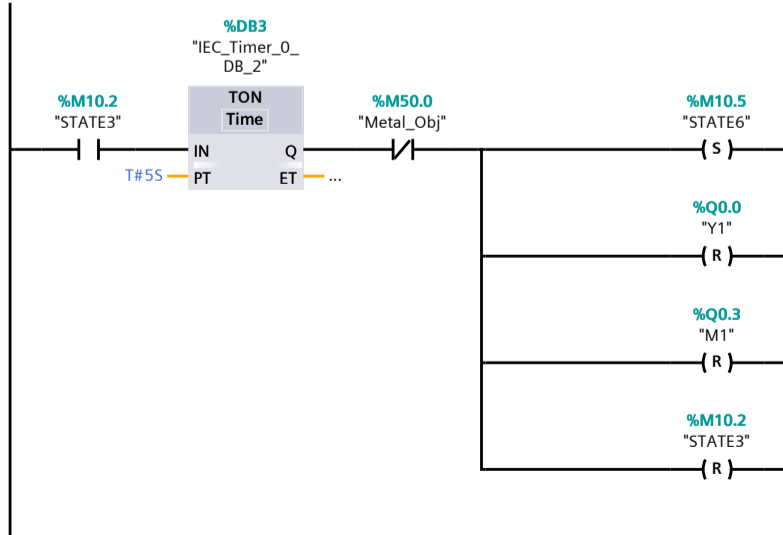 %DB3
"IEC_Timer_0_
DB_2"
%M10.2
"STATE3"
TON
Time
IN
Q
T#5S
PT
ET
...
%M50.0
"Metal_Obj"
%M10.5
"STATE6"
S
%Q0.0
"Y1"
R
%Q0.3
"M1"
R
%M10.2
"STATE3"
R